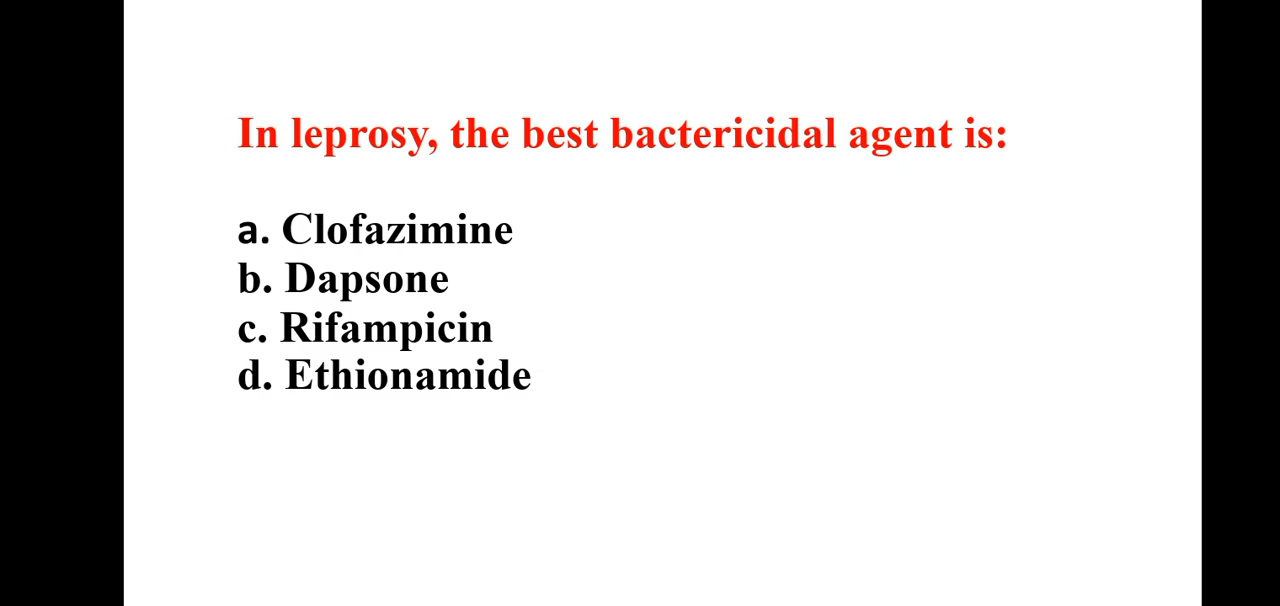 In leprosy, the best bactericidal agent is:
a. Clofazimine
b. Dapsone
c. Rifampicin
d. Ethionamide